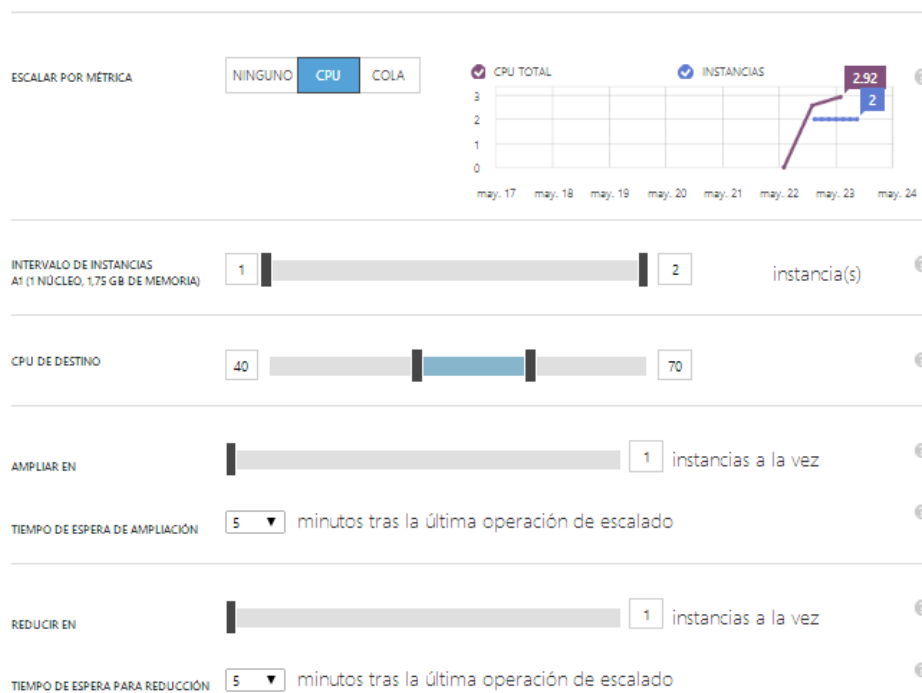 ESCALAR POR MÉTRICA
NINGUNO CPU COLA
CPU TOTAL INSTANCIAS
2.92
2
3
2
1
0
may. 17 may. 18 may. 19 may. 20 may. 21 may. 22 may. 23 may. 24
INTERVALO DE INSTANCIAS
A1 (1 NÚCLEO, 1,75 GB DE MEMORIA)
1 2 instancia(s)
CPU DE DESTINO
40 70
AMPLIAR EN
1 instancias a la vez
TIEMPO DE ESPERA DE AMPLIACIÓN
5 minutos tras la última operación de escalado
REDUCIR EN
1 instancias a la vez
TIEMPO DE ESPERA PARA REDUCCIÓN
5 minutos tras la última operación de escalado